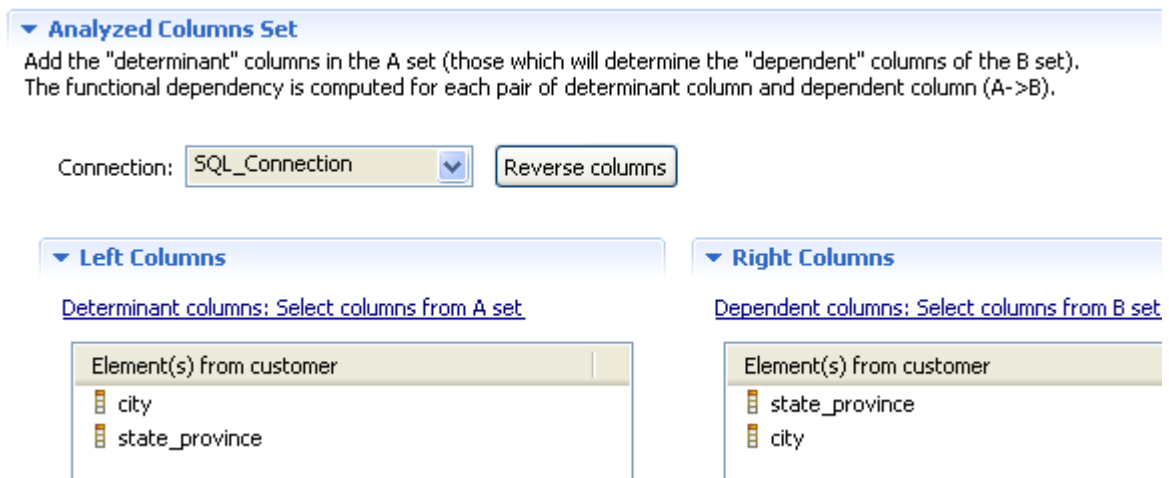 Analyzed Columns Set
Add the "determinant" columns in the A set (those which will determine the "dependent" columns of the B set).
The functional dependency is computed for each pair of determinant column and dependent column (A->B).
Connection: SQL_Connection Reverse columns
Left Columns Right Columns
Determinant columns: Select columns from A set Dependent columns: Select columns from B set
Element(s) from customer Element(s) from customer
city state_province
state_province city